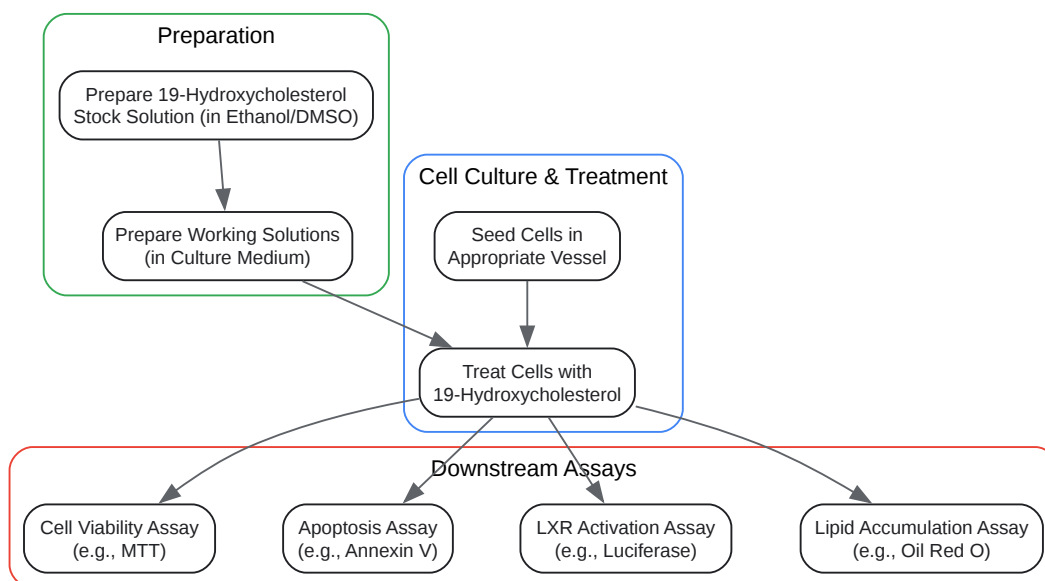 Preparation
Prepare 19-Hydroxycholesterol
Stock Solution (in Ethanol/DMSO)
Prepare Working Solutions
(in Culture Medium)
Cell Culture & Treatment
Seed Cells in
Appropriate Vessel
Treat Cells with
19-Hydroxycholesterol
Downstream Assays
Cell Viability Assay
(e.g., MTT)
Apoptosis Assay
(e.g., Annexin V)
LXR Activation Assay
(e.g., Luciferase)
Lipid Accumulation Assay
(e.g., Oil Red O)